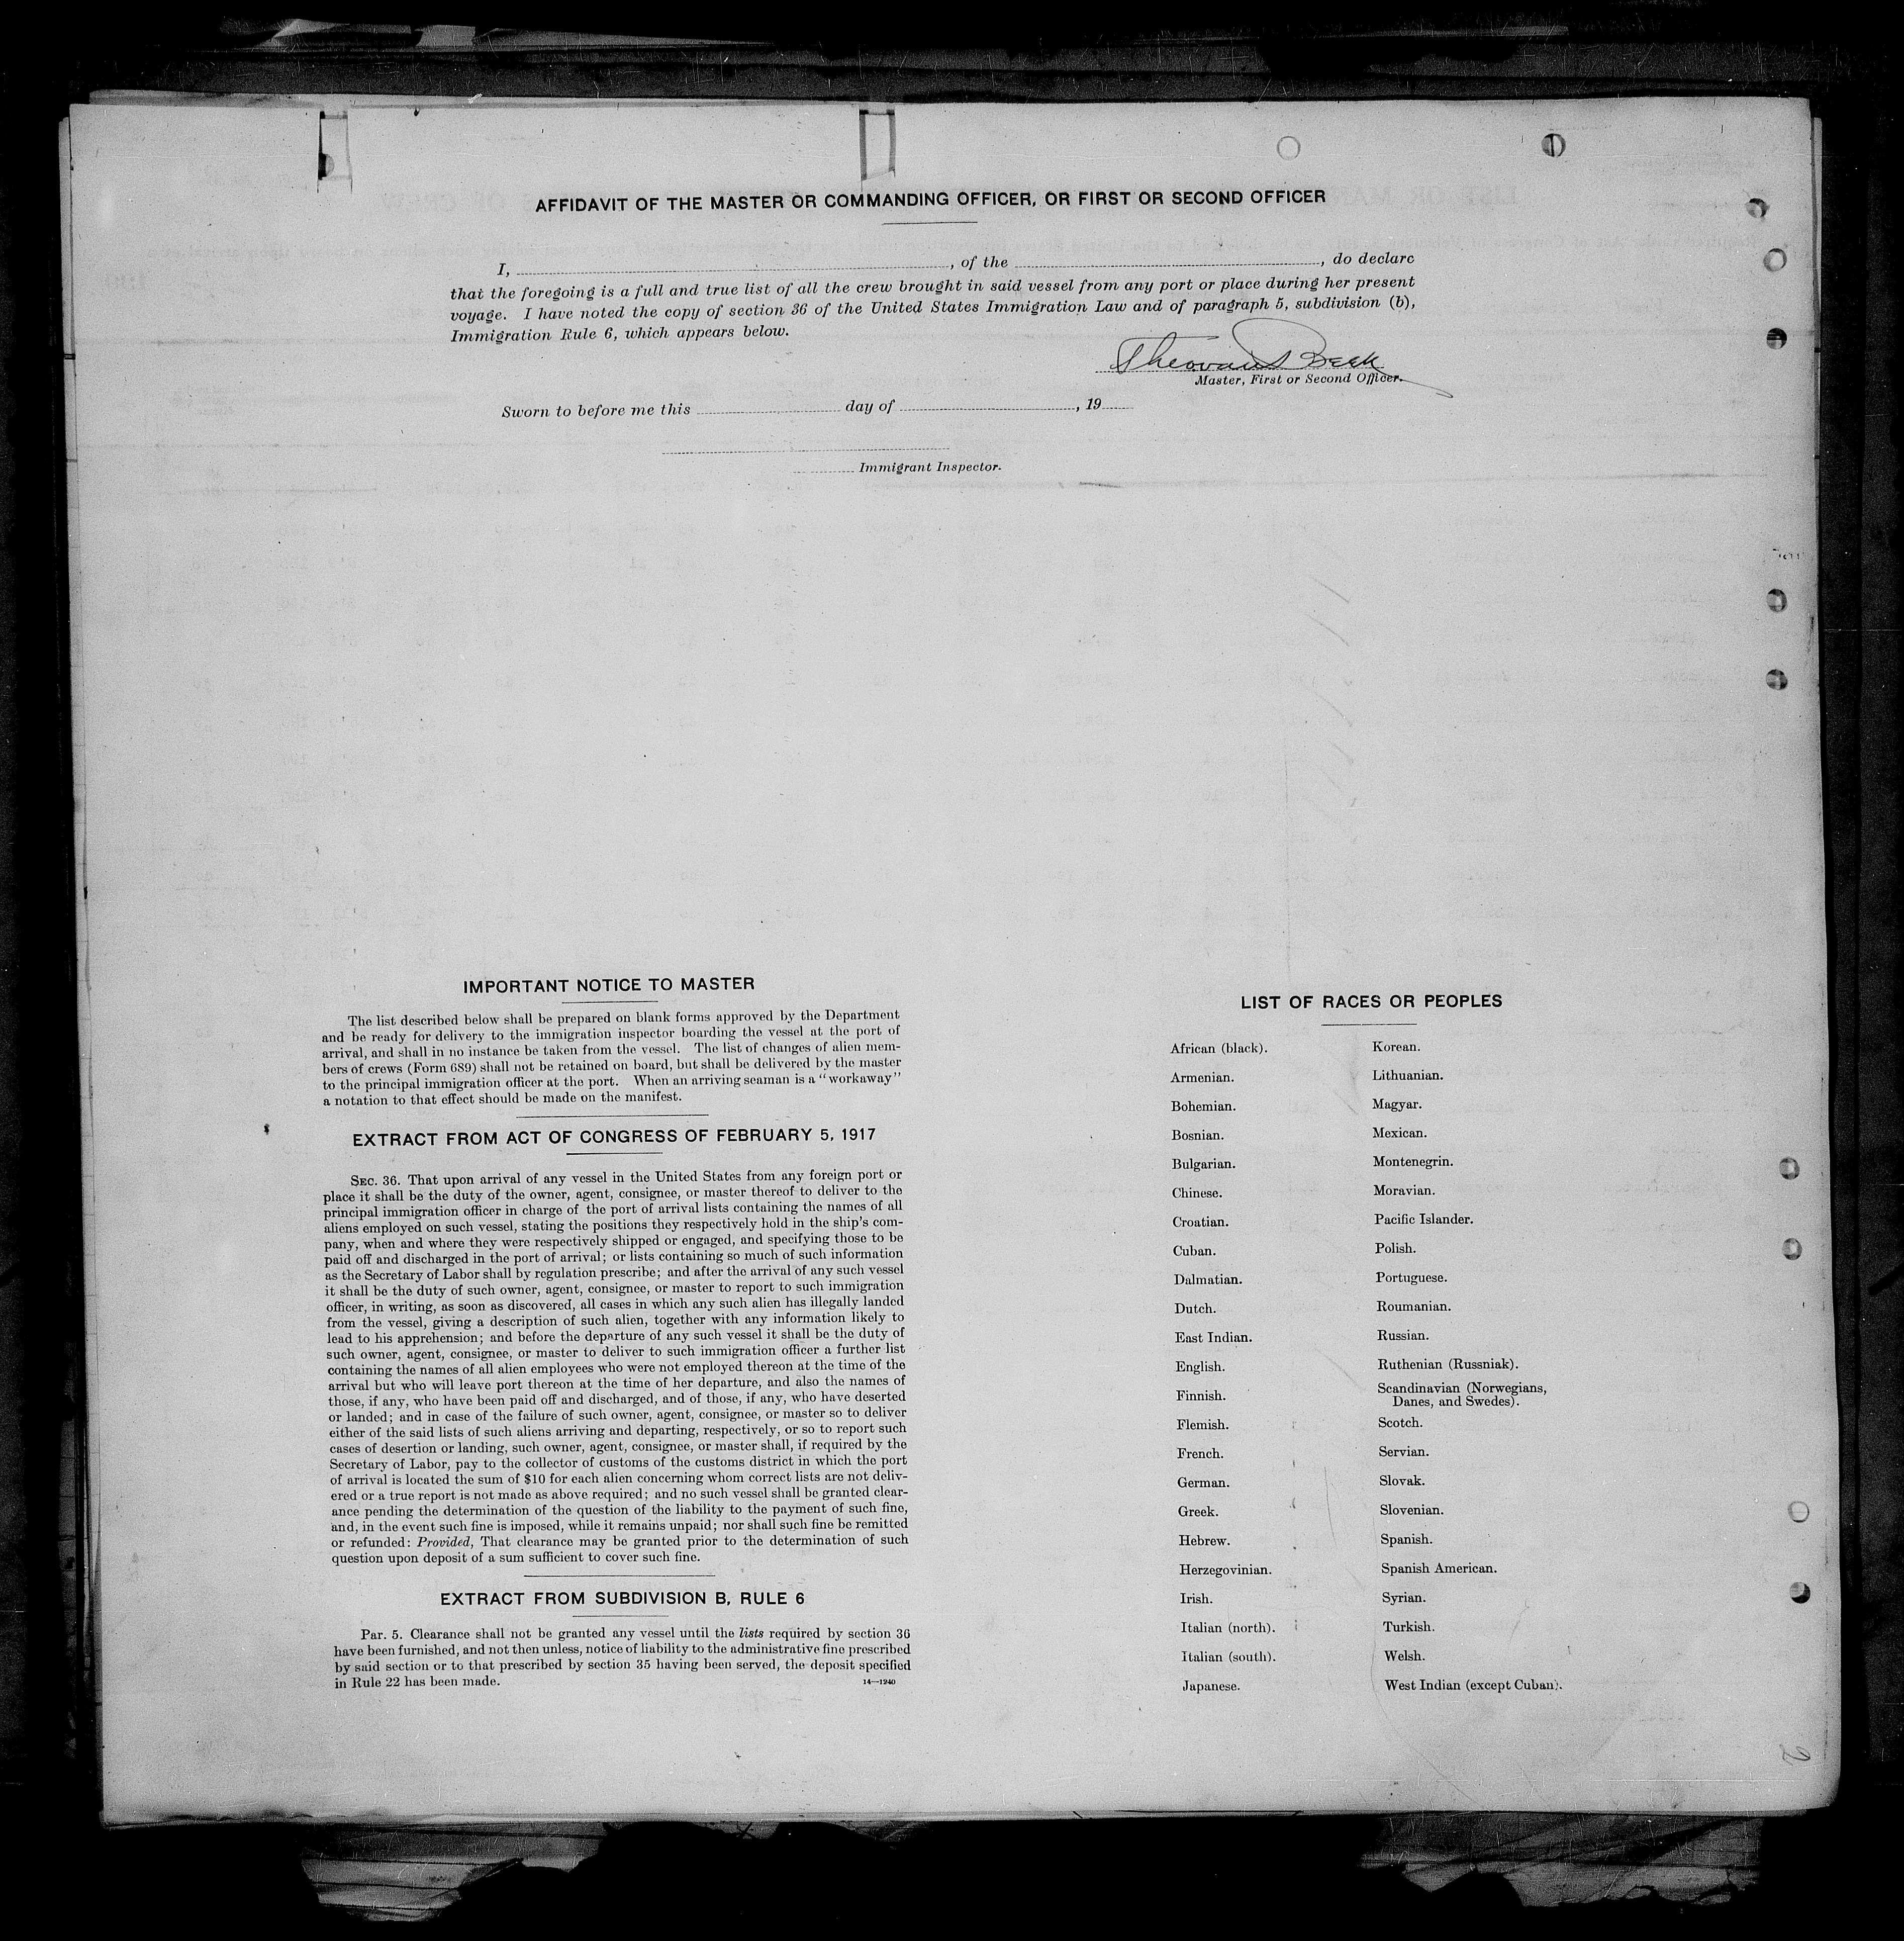 AFFIDAVIT OF THE MASTER OR COMMANDING OFFICER, OR FIRST OR SECOND OFFICER
I, , of the , do declare
that the foregoing is a full and true list of all the crew brought in said vessel from any port or place during her present
voyage. I have noted the copy of section 36 of the United States Immigration Law and of paragraph 5, subdivision (b),
Immigration Rule 6, which appears below.
Beek
Master, First or Second Officer.
Sworn to before me this day of , 19
Immigrant Inspector.
IMPORTANT NOTICE TO MASTER
The list described below shall be prepared on blank forms approved by the Department
and be ready for delivery to the immigration inspector boarding the vessel at the port of
arrival, and shall in no instance be taken from the vessel. The list of changes of alien mem-
bers of crews (Form 689) shall not be retained on board, but shall be delivered by the master
to the principal immigration officer at the port. When an arriving seaman is a "workaway"
a notation to that effect should be made on the manifest.
EXTRACT FROM ACT OF CONGRESS OF FEBRUARY 5, 1917
SEC. 36. That upon arrival of any vessel in the United States from any foreign port or
place it shall be the duty of the owner, agent, consignee, or master thereof to deliver to the
principal immigration officer in charge of the port of arrival lists containing the names of all
aliens employed on such vessel, stating the positions they respectively hold in the ship's com-
pany, when and where they were respectively shipped or engaged, and specifying those to be
paid off and discharged in the port of arrival; or lists containing so much of such information
as the Secretary of Labor shall by regulation prescribe; and after the arrival of any such vessel
it shall be the duty of such owner, agent, consignee, or master to report to such immigration
officer, in writing, as soon as discovered, all cases in which any such alien has illegally landed
from the vessel, giving a description of such alien, together with any information likely to
lead to his apprehension; and before the departure of any such vessel it shall be the duty of
such owner, agent, consignee, or master to deliver to such immigration officer a further list
containing the names of all alien employees who were not employed thereon at the time of the
arrival but who will leave port thereon at the time of her departure, and also the names of
those, if any, who have been paid off and discharged, and of those, if any, who have deserted
or landed; and in case of the failure of such owner, agent, consignee, or master so to deliver
either of the said lists of such aliens arriving and departing, respectively, or so to report such
cases of desertion or landing, such owner, agent, consignee, or master shall, if required by the
Secretary of Labor, pay to the collector of customs of the customs district in which the port
of arrival is located the sum of $10 for each alien concerning whom correct lists are not deliv-
ered or a true report is not made as above required; and no such vessel shall be granted clear-
ance pending the determination of the question of the liability to the payment of such fine,
and, in the event such fine is imposed, while it remains unpaid; nor shall such fine be remitted
or refunded: Provided, That clearance may be granted prior to the determination of such
question upon deposit of a sum sufficient to cover such fine.
EXTRACT FROM SUBDIVISION B, RULE 6
Par. 5. Clearance shall not be granted any vessel until the lists required by section 36
have been furnished, and not then unless, notice of liability to the administrative fine prescribed
by said section or to that prescribed by section 35 having been served, the deposit specified
in Rule 22 has been made.
14—1240
LIST OF RACES OR PEOPLES
African (black).
Armenian.
Bohemian.
Bosnian.
Bulgarian.
Chinese.
Croatian.
Cuban.
Dalmatian.
Dutch.
East Indian.
English.
Finnish.
Flemish.
French.
German.
Greek.
Hebrew.
Herzegovinian.
Irish.
Italian (north).
Italian (south).
Japanese.
Korean.
Lithuanian.
Magyar.
Mexican.
Montenegrin.
Moravian.
Pacific Islander.
Polish.
Portuguese.
Roumanian.
Russian.
Ruthenian (Russniak).
Scandinavian (Norwegians,
Danes, and Swedes).
Scotch.
Servian.
Slovak.
Slovenian.
Spanish.
Spanish American.
Syrian.
Turkish.
Welsh.
West Indian (except Cuban).
2